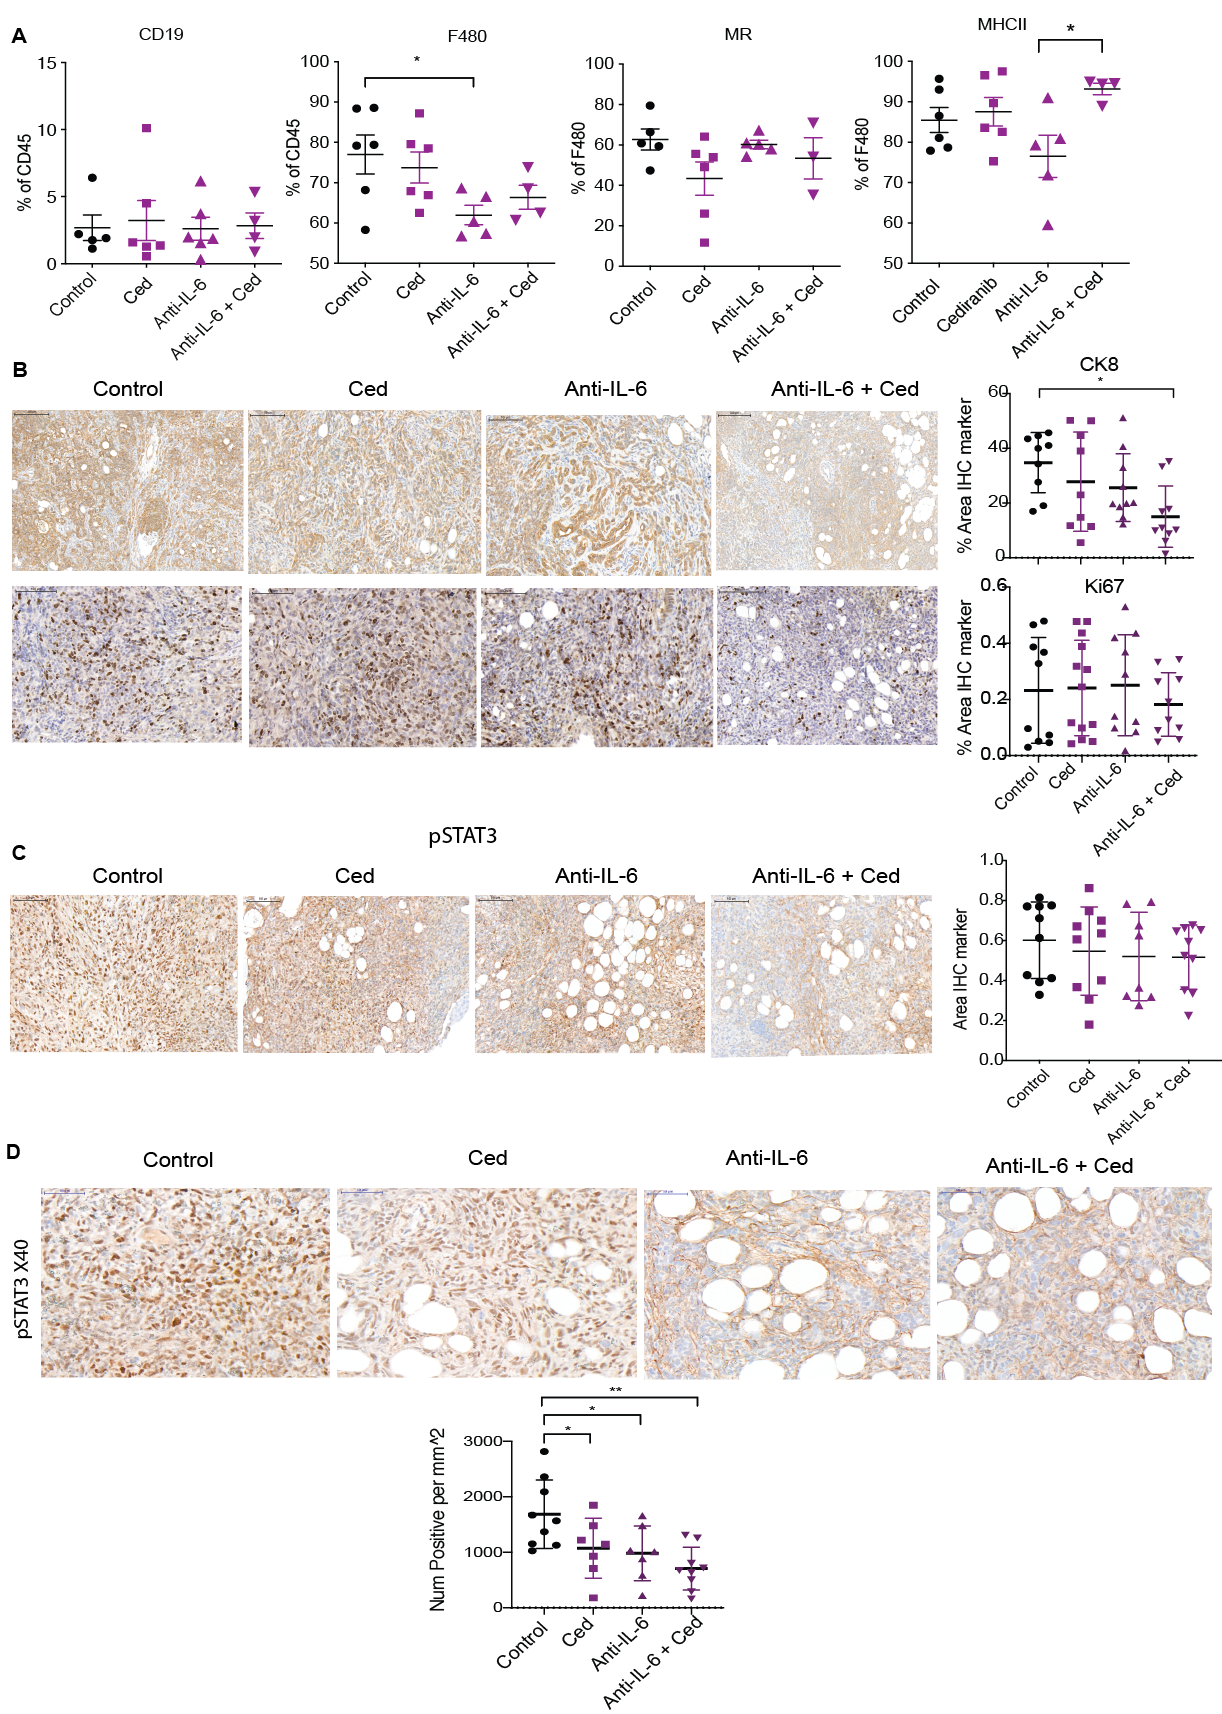 A
CD19
F480
MR
MHCII
% of CD45
15
10
5
0
Control
Ced
Anti-IL-6
Anti-IL-6 + Ced
% of CD45
100
90
80
70
60
50
*
Control
Ced
Anti-IL-6
Anti-IL-6 + Ced
% of F480
100
80
60
40
20
0
Control
Ced
Anti-IL-6
Anti-IL-6 + Ced
% of F480
100
90
80
70
60
50
*
Control
Cediranib
Anti-IL-6
Anti-IL-6 + Ced
B
Control
Ced
Anti-IL-6
Anti-IL-6 + Ced
CK8
% Area IHC marker
60
40
20
0
*
Ki67
% Area IHC marker
0.6
0.4
0.2
0.0
Control
Ced
Anti-IL-6
Anti-IL-6 + Ced
C
pSTAT3
Control
Ced
Anti-IL-6
Anti-IL-6 + Ced
Area IHC marker
1.0
0.8
0.6
0.4
0.2
0.0
Control
Ced
Anti-IL-6
Anti-IL-6 + Ced
D
Control
Ced
Anti-IL-6
Anti-IL-6 + Ced
pSTAT3 X40
Num Positive per mm^2
3000
2000
1000
0
**
*
*
Control
Ced
Anti-IL-6
Anti-IL-6 + Ced